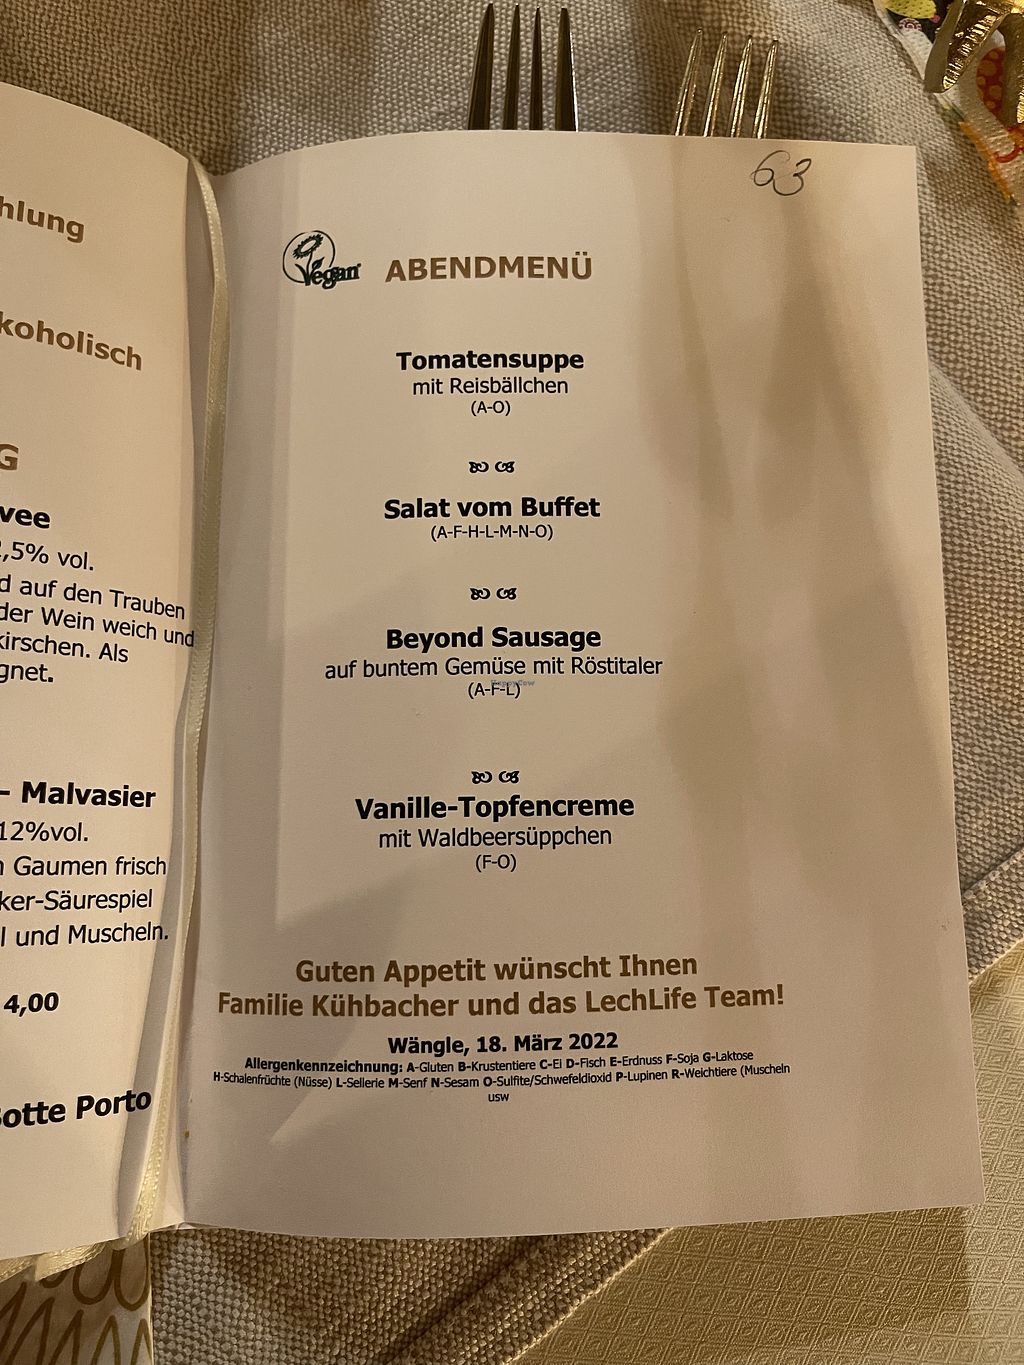 hlung
koholisch
G
vee
2,5% vol.
d auf den Trauben
der Wein weich und
kirschen. Als
gnet.
- Malvasier
12%vol.
n Gaumen frisch
ker-Säurespiel
l und Muscheln.
4,00
Botte Porto
63
Vegan
ABENDMENÜ
Tomatensuppe
mit Reisbällchen
(A-O)
Salat vom Buffet
(A-F-H-L-M-N-O)
Beyond Sausage
auf buntem Gemüse mit Röstitaler
(A-F-L)
HappyCow
Vanille-Topfencreme
mit Waldbeersüppchen
(F-O)
Guten Appetit wünscht Ihnen
Familie Kühbacher und das LechLife Team!
Wängle, 18. März 2022
Allergenkennzeichnung: A-Gluten B-Krustentiere C-Ei D-Fisch E-Erdnuss F-Soja G-Laktose
H-Schalenfrüchte (Nüsse) L-Sellerie M-Senf N-Sesam O-Sulfite/Schwefeldioxid P-Lupinen R-Weichtiere (Muscheln
usw